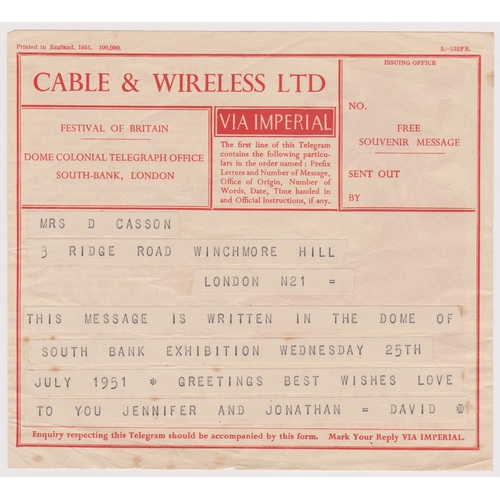 Printed in England, 1951, 100,000. 5/-152FB.
CABLE & WIRELESS LTD
ISSUING OFFICE
FESTIVAL OF BRITAIN
DOME COLONIAL TELEGRAPH OFFICE
SOUTH-BANK, LONDON
VIA IMPERIAL
The first line of this Telegram
contains the following particu-
lars in the order named : Prefix
Letters and Number of Message,
Office of Origin, Number of
Words, Date, Time handed in
and Official Instructions, if any.
NO.
FREE
SOUVENIR MESSAGE
SENT OUT
BY
MRS D CASSON
3 RIDGE ROAD WINCHMORE HILL
LONDON N21 =
THIS MESSAGE IS WRITTEN IN THE DOME OF
SOUTH BANK EXHIBITION WEDNESDAY 25TH
JULY 1951 * GREETINGS BEST WISHES LOVE
TO YOU JENNIFER AND JONATHAN = DAVID *
Enquiry respecting this Telegram should be accompanied by this form. Mark Your Reply VIA IMPERIAL.